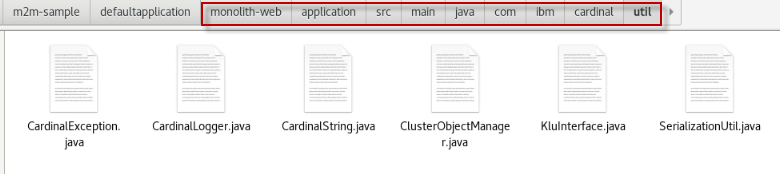 m2m-sample defaultapplication monolith-web application src main java com ibm cardinal util
CardinalException.
java
CardinalLogger.java
CardinalString.java
ClusterObjectManage
r.java
KluInterface.java
SerializationUtil.java